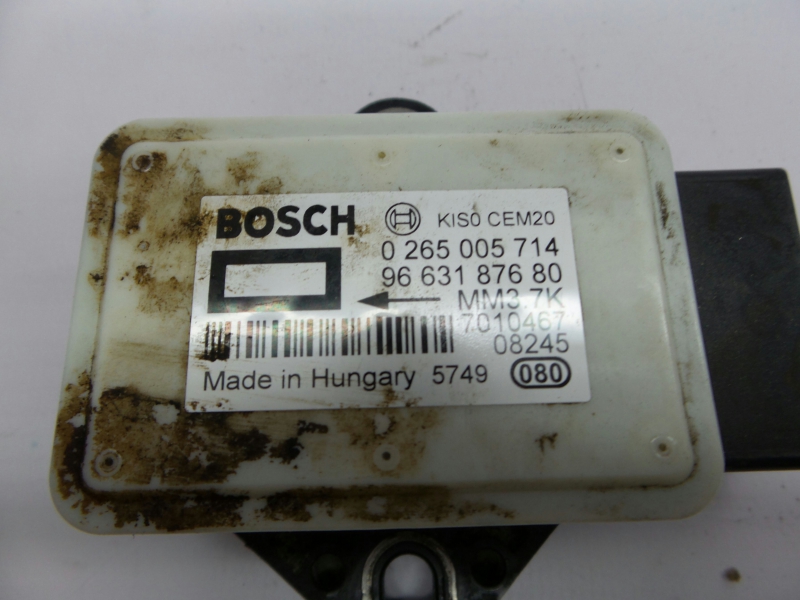 BOSCH KIS0 CEM20
0 265 005 714
96 631 876 80
MM3.7K
7010467
08245
Made in Hungary 5749 080